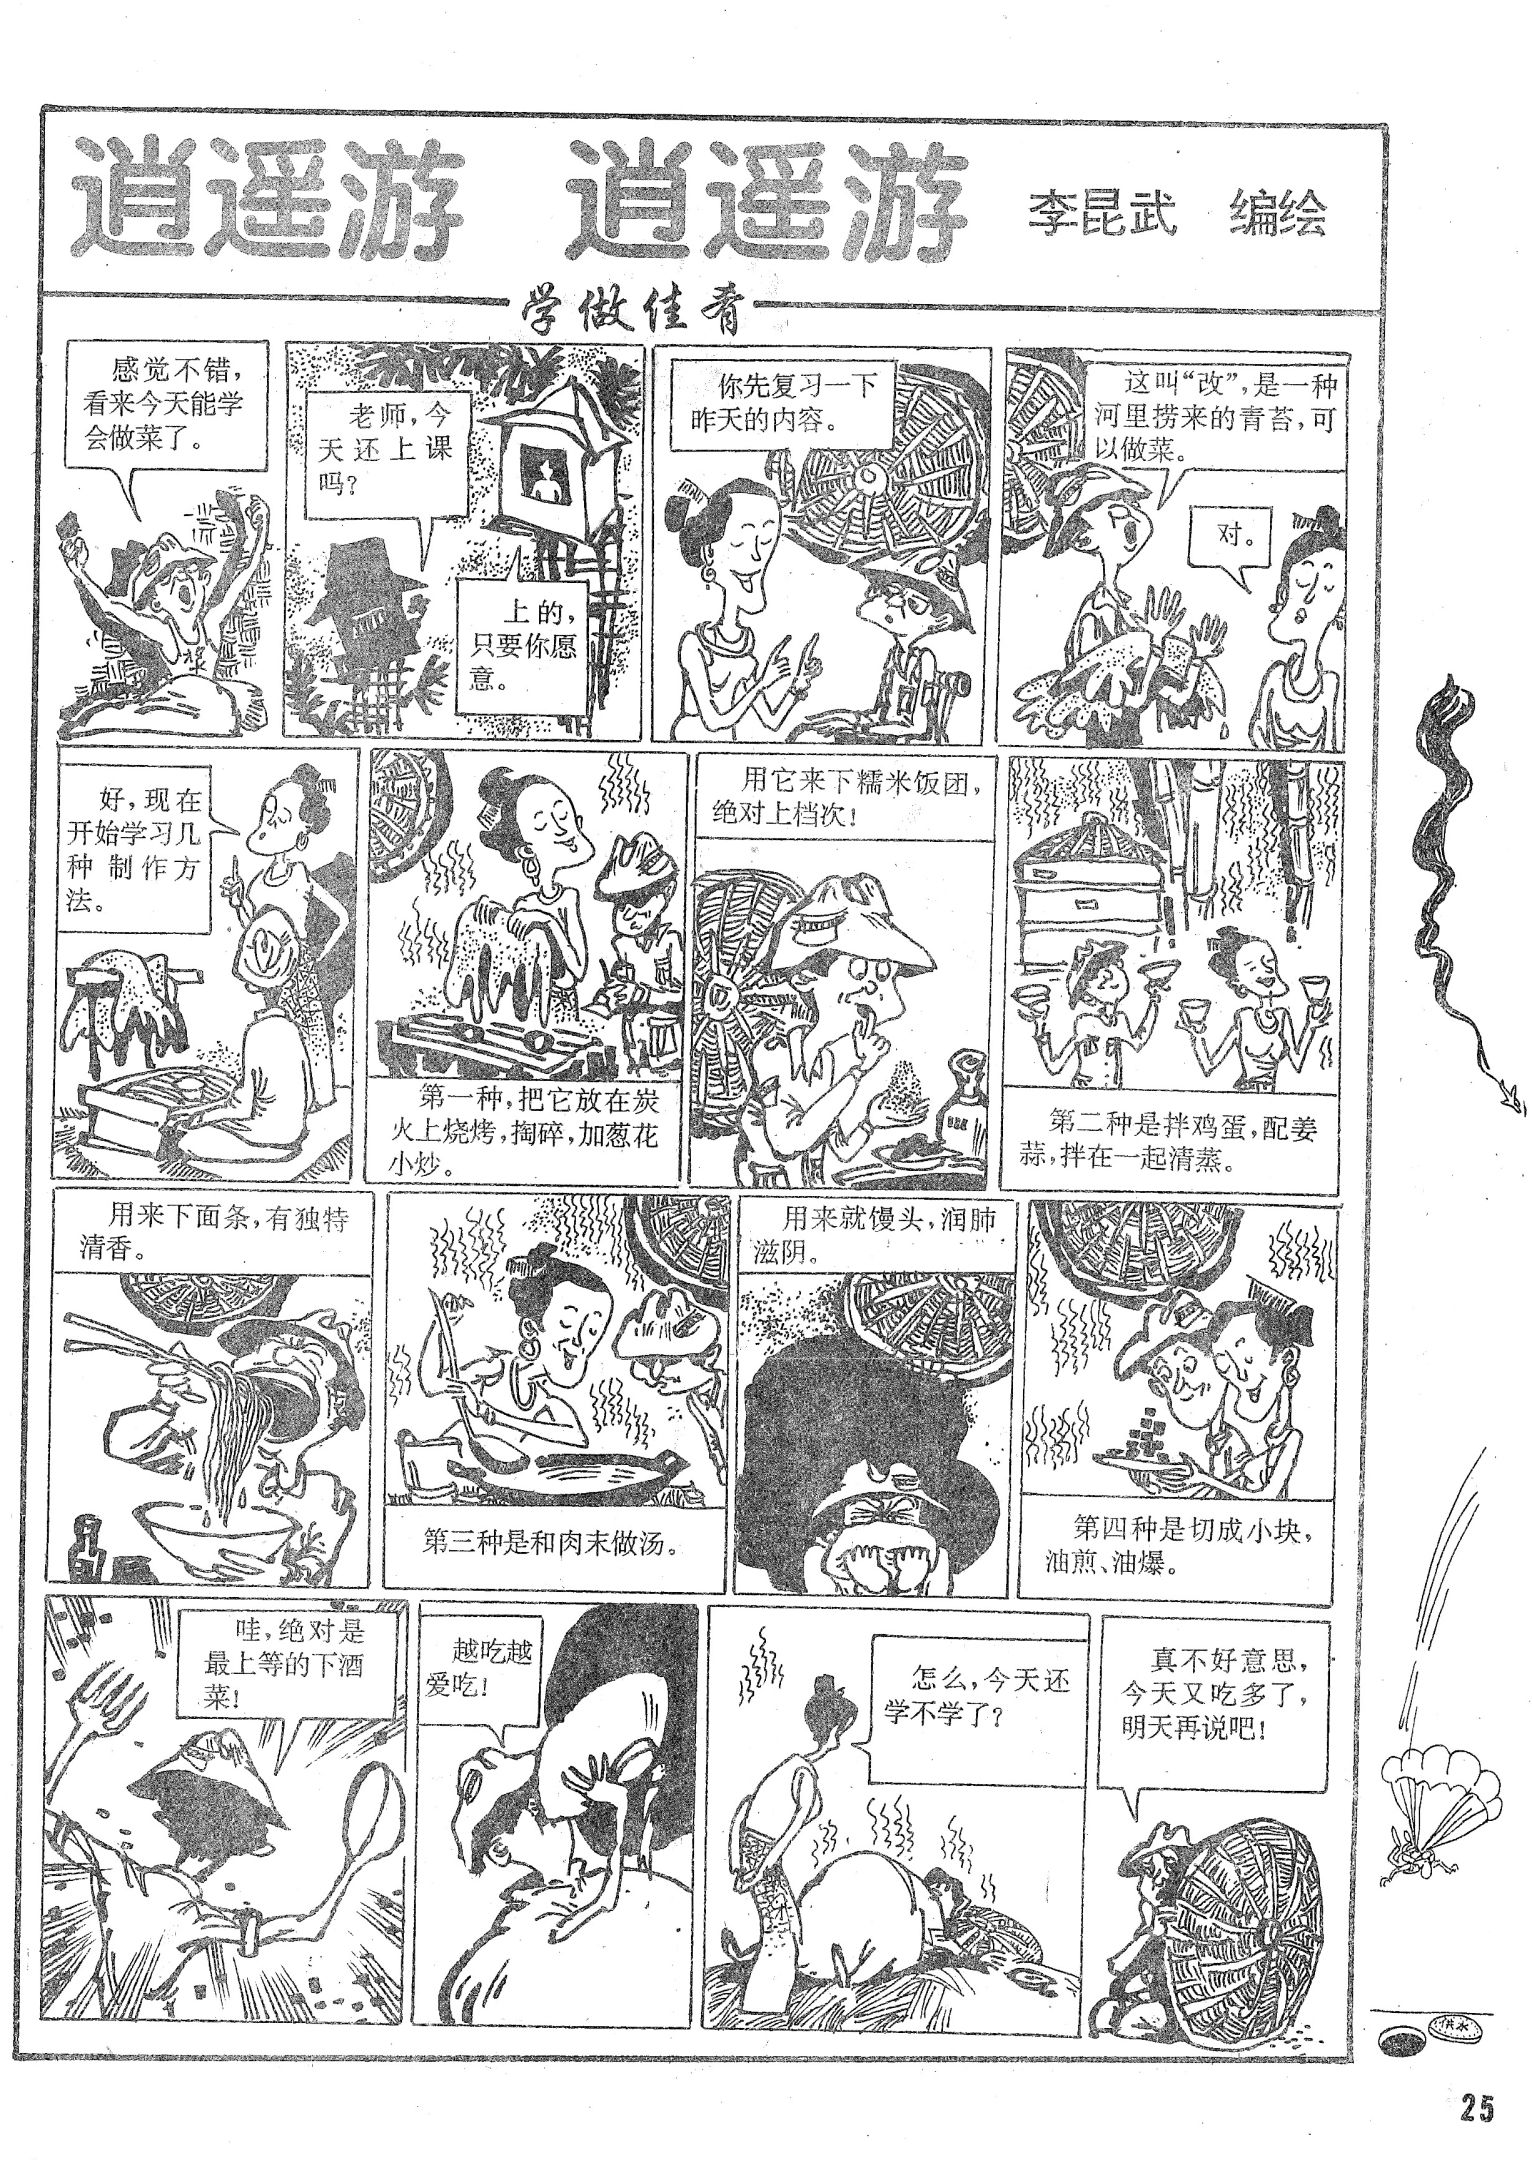 逍遥游 逍遥游 李昆武 编绘
学做佳肴
感觉不错，
看来今天能学
会做菜了。
老师，今
天还上课
吗？
上的，
只要你愿
意。
你先复习一下
昨天的内容。
这叫“改”，是一种
河里捞来的青苔，可
以做菜。
对。
好，现在
开始学习几
种制作方
法。
第一种，把它放在炭
火上烧烤，掏碎，加葱花
小炒。
用它来下糯米饭团，
绝对上档次！
第二种是拌鸡蛋，配姜
蒜，拌在一起清蒸。
用来下面条，有独特
清香。
第三种是和肉末做汤。
用来就馒头，润肺
滋阴。
第四种是切成小块，
油煎、油爆。
哇，绝对是
最上等的下酒
菜！
越吃越
爱吃！
怎么，今天还
学不学了？
真不好意思，
今天又吃多了，
明天再说吧！
供水
25